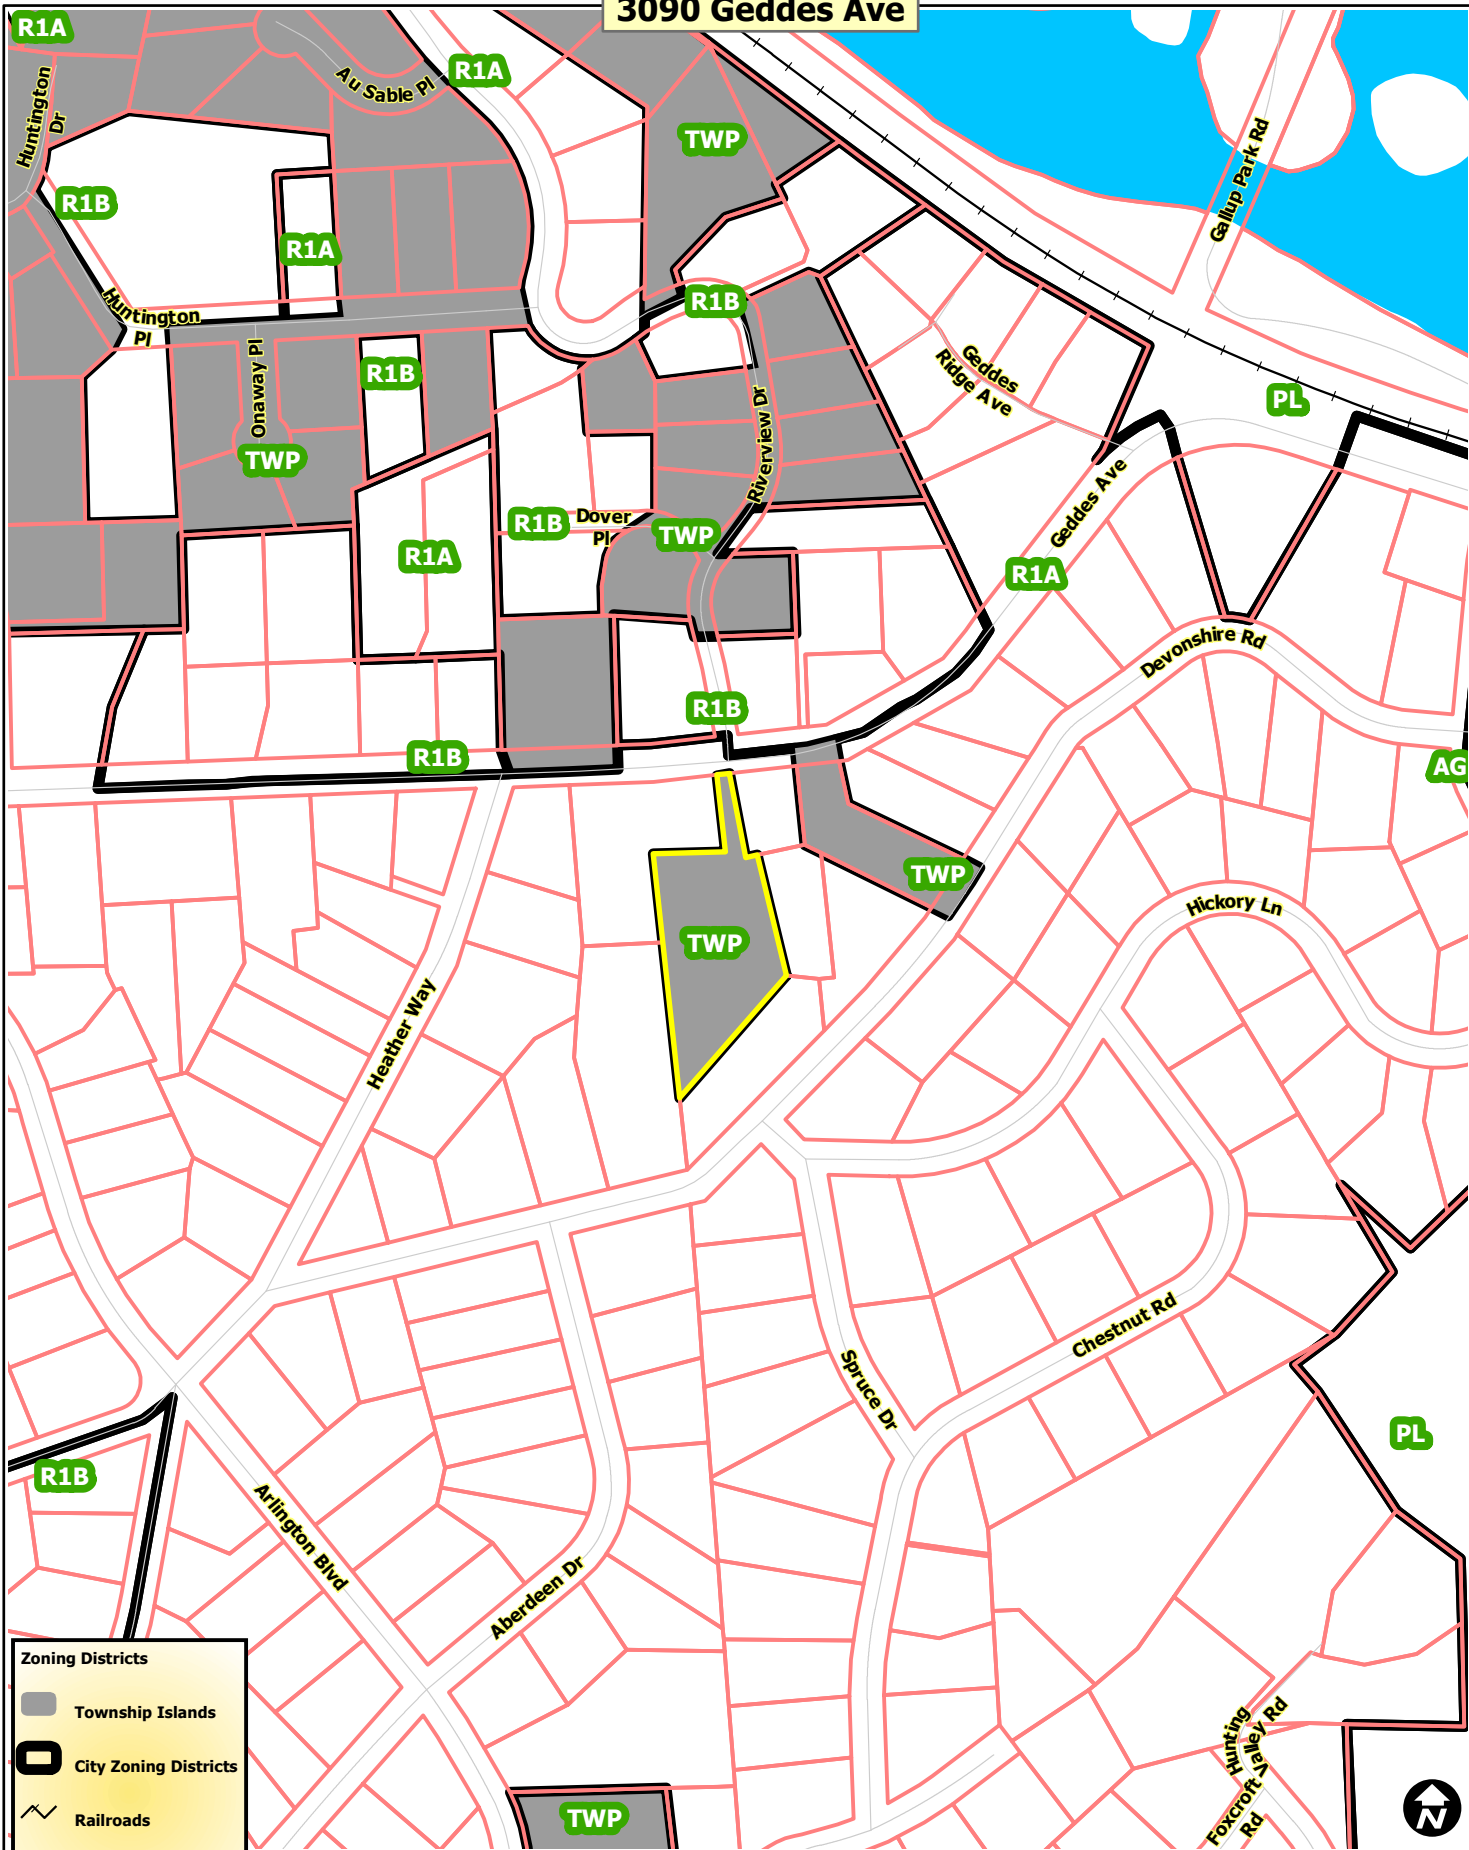 3090 Geddes Ave
R1A
Au Sable Pl
R1A
Huntington
Dr
TWP
Gallup Park Rd
R1B
R1A
Huntington
Pl
R1B
Onaway Pl
R1B
Geddes
Ridge Ave
PL
Riverview Dr
TWP
Geddes Ave
R1B
Dover
Pl
TWP
R1A
R1A
Devonshire Rd
R1B
R1B
AG
TWP
Hickory Ln
TWP
Heather Way
Chestnut Rd
Spruce Dr
PL
R1B
Arlington Blvd
Aberdeen Dr
Hunting
Valley Rd
Foxcroft
Rd
TWP
Zoning Districts
Township Islands
City Zoning Districts
Railroads
N